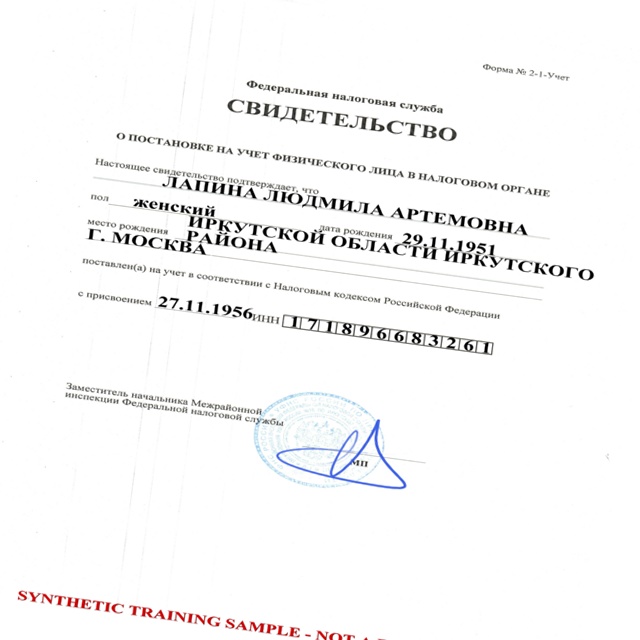 Форма № 2-1-Учет
Федеральная налоговая служба
СВИДЕТЕЛЬСТВО
О ПОСТАНОВКЕ НА УЧЕТ ФИЗИЧЕСКОГО ЛИЦА В НАЛОГОВОМ ОРГАНЕ
Настоящее свидетельство подтверждает, что
ЛАПИНА ЛЮДМИЛА АРТЕМОВНА
пол женский дата рождения 29.11.1951
место рождения ИРКУТСКОЙ ОБЛАСТИ ИРКУТСКОГО
РАЙОНА
Г. МОСКВА
поставлен(а) на учет в соответствии с Налоговым кодексом Российской Федерации
с присвоением 27.11.1956 ИНН 171896683261
Заместитель начальника Межрайонной
инспекции Федеральной налоговой службы
МП
SYNTHETIC TRAINING SAMPLE - NOT A